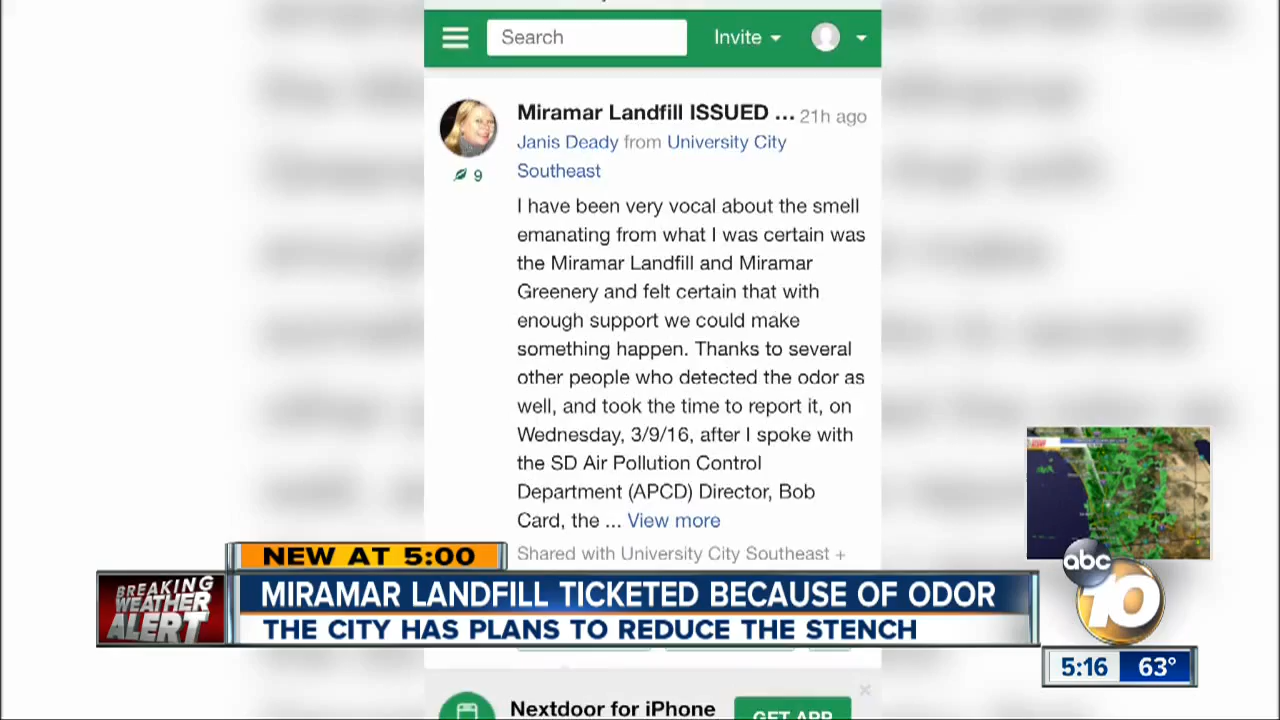 Search
Invite
Miramar Landfill ISSUED ... 21h ago
Janis Deady from University City
Southeast
9
I have been very vocal about the smell
emanating from what I was certain was
the Miramar Landfill and Miramar
Greenery and felt certain that with
enough support we could make
something happen. Thanks to several
other people who detected the odor as
well, and took the time to report it, on
Wednesday, 3/9/16, after I spoke with
the SD Air Pollution Control
Department (APCD) Director, Bob
Card, the ... View more
Shared with University City Southeast +
NEW AT 5:00
BREAKING
WEATHER
ALERT
MIRAMAR LANDFILL TICKETED BECAUSE OF ODOR
THE CITY HAS PLANS TO REDUCE THE STENCH
abc
10
5:16 63°
Nextdoor for iPhone
GET APP